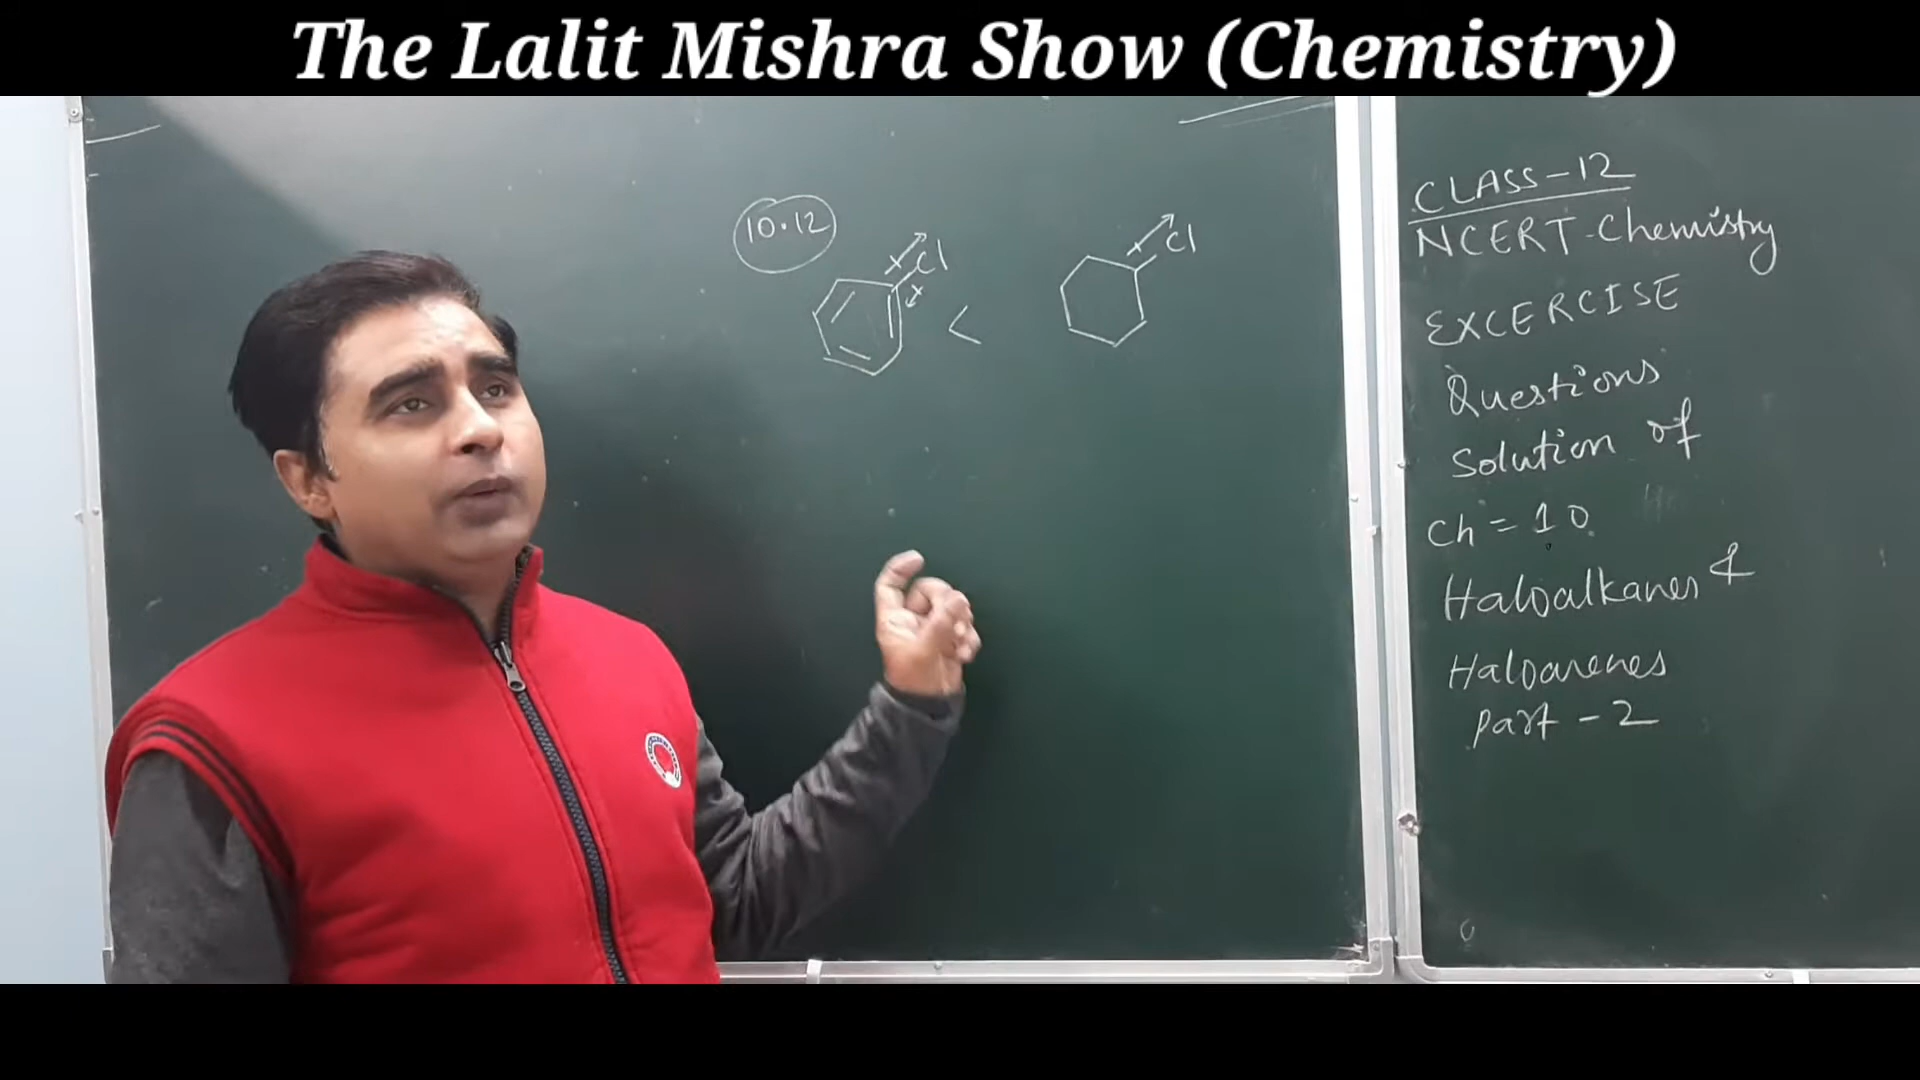 The Lalit Mishra Show (Chemistry)
10.12
Cl
<
Cl
CLASS-12
NCERT-Chemistry
EXCERCISE
Questions
Solution of
Ch = 10
Haloalkanes &
Haloarenes
part - 2